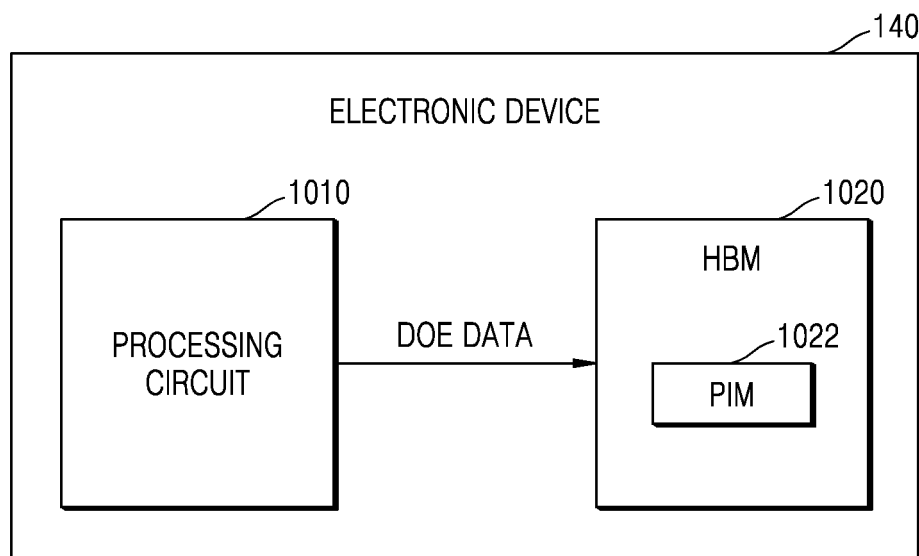 140
ELECTRONIC DEVICE
1010
1020
HBM
PROCESSING
CIRCUIT
DOE DATA
1022
PIM